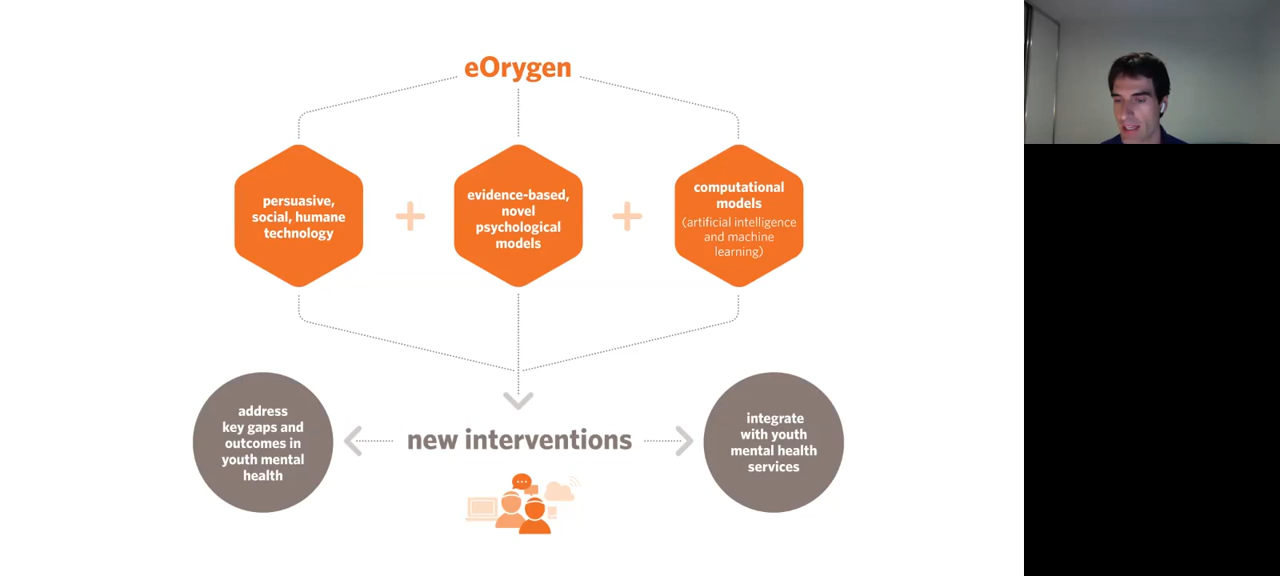 eOrygen
persuasive,
social, humane
technology
evidence-based,
novel
psychological
models
computational
models
(artificial intelligence
and machine
learning)
address
key gaps and
outcomes in
youth mental
health
new interventions
integrate
with youth
mental health
services